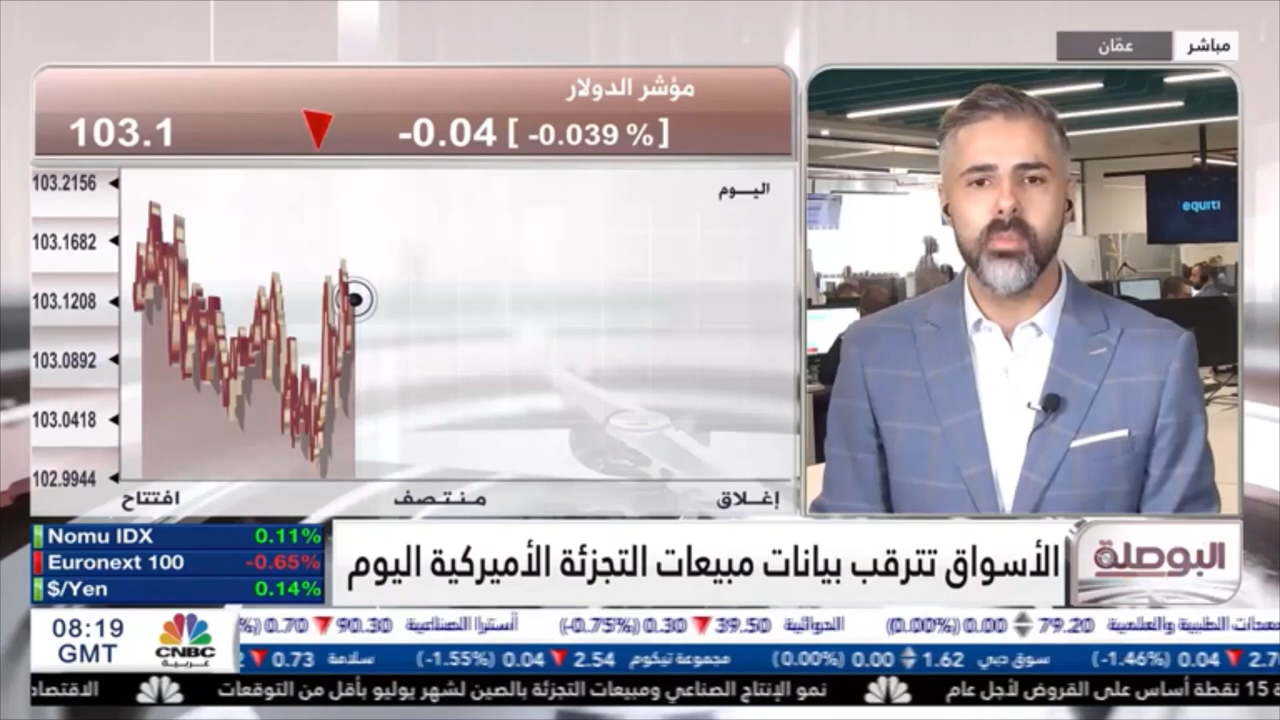 مباشر عمّان
مؤشر الدولار
103.1 -0.04 [ -0.039 % ]
اليوم
103.2156
103.1682
103.1208
103.0892
103.0418
102.9944
افتتاح منتصف إغلاق
equiti
Nomu IDX 0.11%
Euronext 100 -0.65%
$/Yen 0.14%
البوصلة
الأسواق تترقب بيانات مبيعات التجزئة الأميركية اليوم
08:19
GMT
CNBC
عربية
الطبية والعلمية 79.20 0.00 (0.00%) الدوائية 39.50 0.30 (-0.75%) أسترا الصناعية 90.30 0.70
0.04 (-1.46%) سوق دبي 1.62 0.00 (0.00%) مجموعة تيكوم 2.54 0.04 (-1.55%) سلامة 0.73
15 نقطة أساس على القروض لأجل عام نمو الإنتاج الصناعي ومبيعات التجزئة بالصين لشهر يوليو بأقل من التوقعات